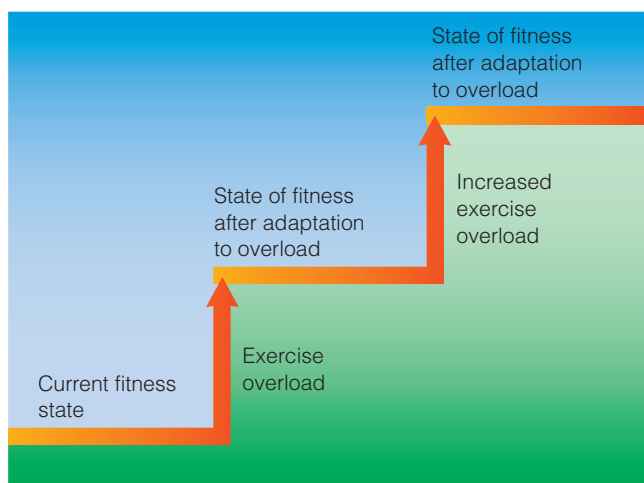 State of fitness
after adaptation
to overload
State of fitness
after adaptation
to overload
Increased
exercise
overload
Exercise
overload
Current fitness
state